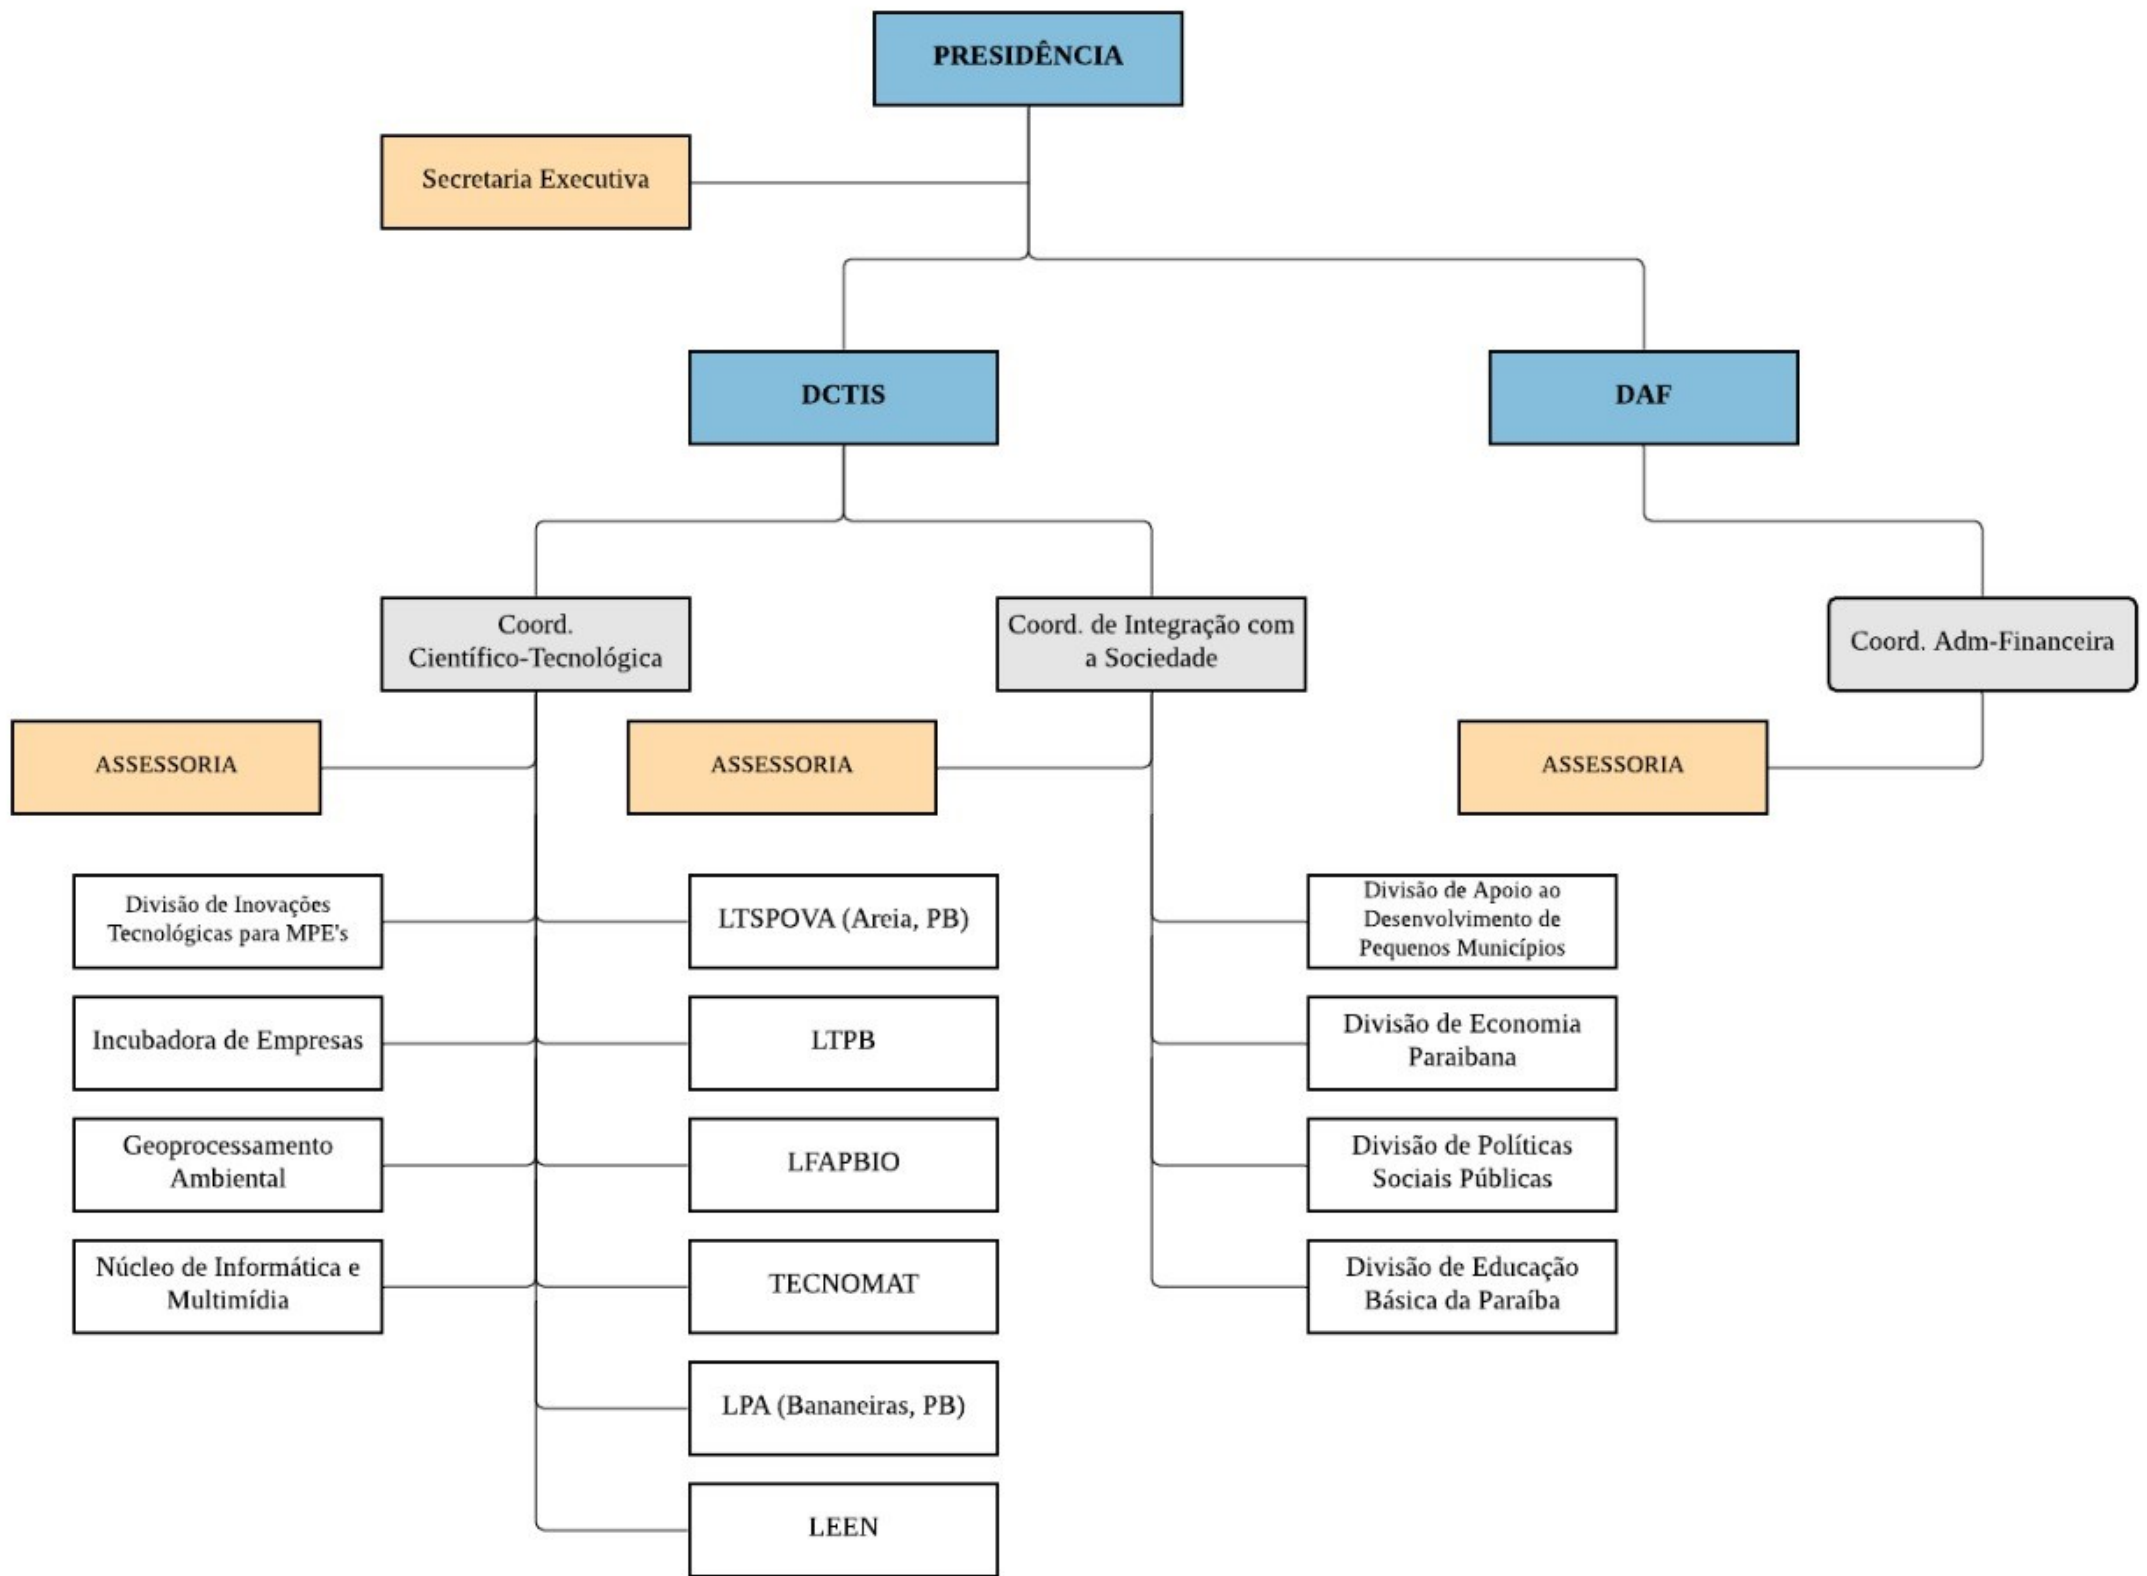 PRESIDÊNCIA
Secretaria Executiva
DCTIS
DAF
Coord.
Científico-Tecnológica
Coord. de Integração com
a Sociedade
Coord. Adm-Financeira
ASSESSORIA
ASSESSORIA
ASSESSORIA
Divisão de Inovações
Tecnológicas para MPE's
LTSPOVA (Areia, PB)
Divisão de Apoio ao
Desenvolvimento de
Pequenos Municípios
Incubadora de Empresas
LTPB
Divisão de Economia
Paraibana
Geoprocessamento
Ambiental
LFAPBIO
Divisão de Políticas
Sociais Públicas
Núcleo de Informática e
Multimídia
TECNOMAT
Divisão de Educação
Básica da Paraíba
LPA (Bananeiras, PB)
LEEN